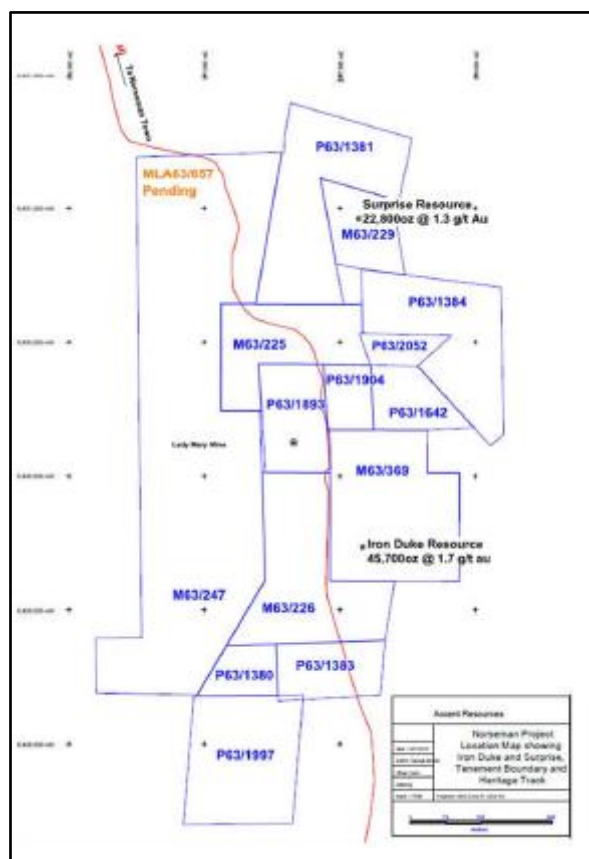 To Norseman Town
P63/1381
MLA63/657
Pending
Surprise Resource
22,800oz @ 1.3 g/t Au
M63/229
P63/1384
M63/225
P63/2052
P63/1904
P63/1893
P63/1642
Lady Mary Mine
M63/369
Iron Duke Resource
45,700oz @ 1.7 g/t au
M63/247
M63/226
P63/1380
P63/1383
P63/1997
Accent Resources
Norseman Project
Location Map showing
Iron Duke and Surprise,
Tenement Boundary and
Heritage Track